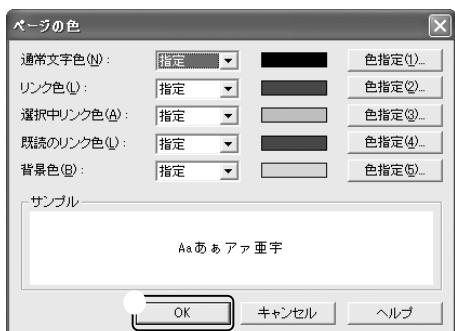 ページの色
通常文字色(N): 指定 色指定(1)...
リンク色(L): 指定 色指定(2)...
選択中リンク色(A): 指定 色指定(3)...
既読のリンク色(L): 指定 色指定(4)...
背景色(B): 指定 色指定(5)...
サンプル
Aaあぁアァ亜宇
OK キャンセル ヘルプ